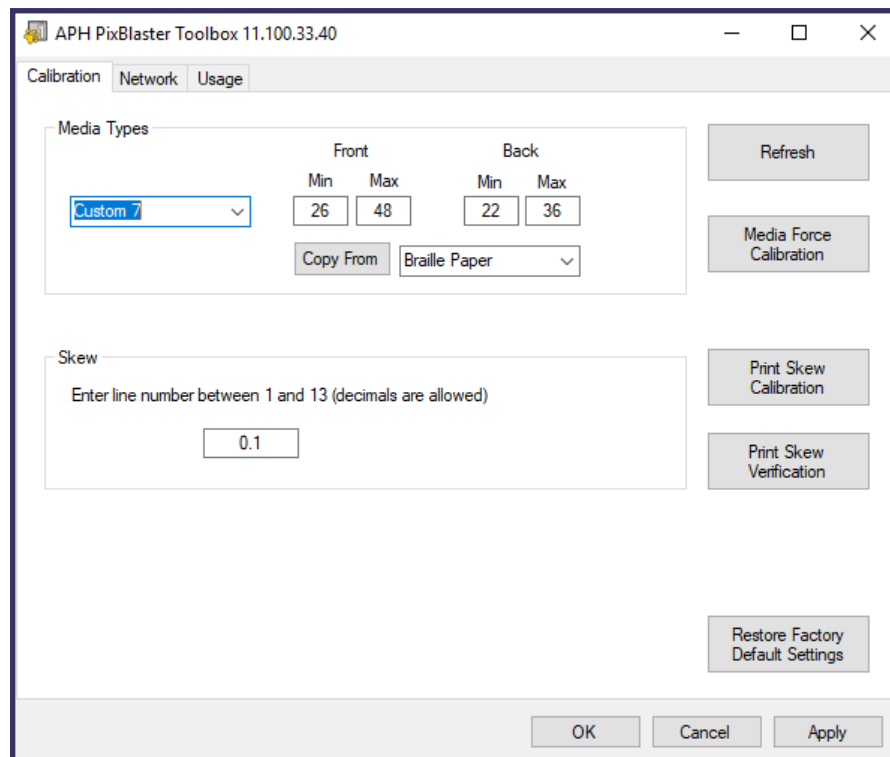 APH PixBlaster Toolbox 11.100.33.40
Calibration Network Usage
Media Types
Front Back
Min Max Min Max
Custom 7 26 48 22 36
Copy From Braille Paper
Refresh
Media Force
Calibration
Skew
Enter line number between 1 and 13 (decimals are allowed)
0.1
Print Skew
Calibration
Print Skew
Verification
Restore Factory
Default Settings
OK Cancel Apply